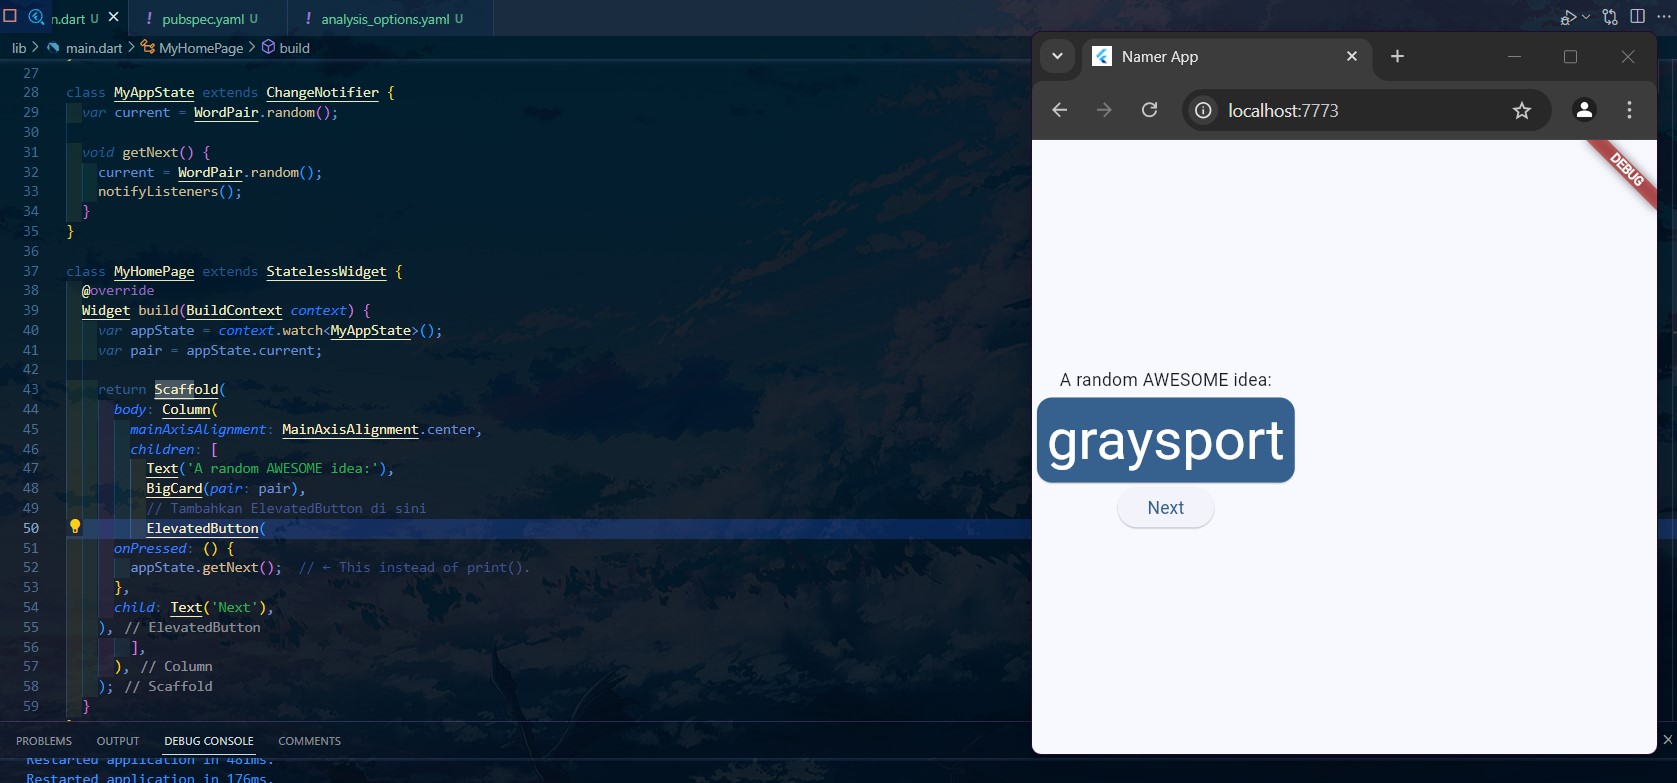 n.dart U
pubspec.yaml U
analysis_options.yaml U
lib > main.dart > MyHomePage > build
27
28 class MyAppState extends ChangeNotifier {
29 var current = WordPair.random();
30
31 void getNext() {
32 current = WordPair.random();
33 notifyListeners();
34 }
35 }
36
37 class MyHomePage extends StatelessWidget {
38 @override
39 Widget build(BuildContext context) {
40 var appState = context.watch<MyAppState>();
41 var pair = appState.current;
42
43 return Scaffold(
44 body: Column(
45 mainAxisAlignment: MainAxisAlignment.center,
46 children: [
47 Text('A random AWESOME idea:'),
48 BigCard(pair: pair),
49 // Tambahkan ElevatedButton di sini
50 ElevatedButton(
51 onPressed: () {
52 appState.getNext(); // ← This instead of print().
53 },
54 child: Text('Next'),
55 ), // ElevatedButton
56 ],
57 ), // Column
58 ); // Scaffold
59 }
PROBLEMS OUTPUT DEBUG CONSOLE COMMENTS
Restarted application in 481ms.
Restarted application in 176ms.
Namer App
localhost:7773
DEBUG
A random AWESOME idea:
graysport
Next